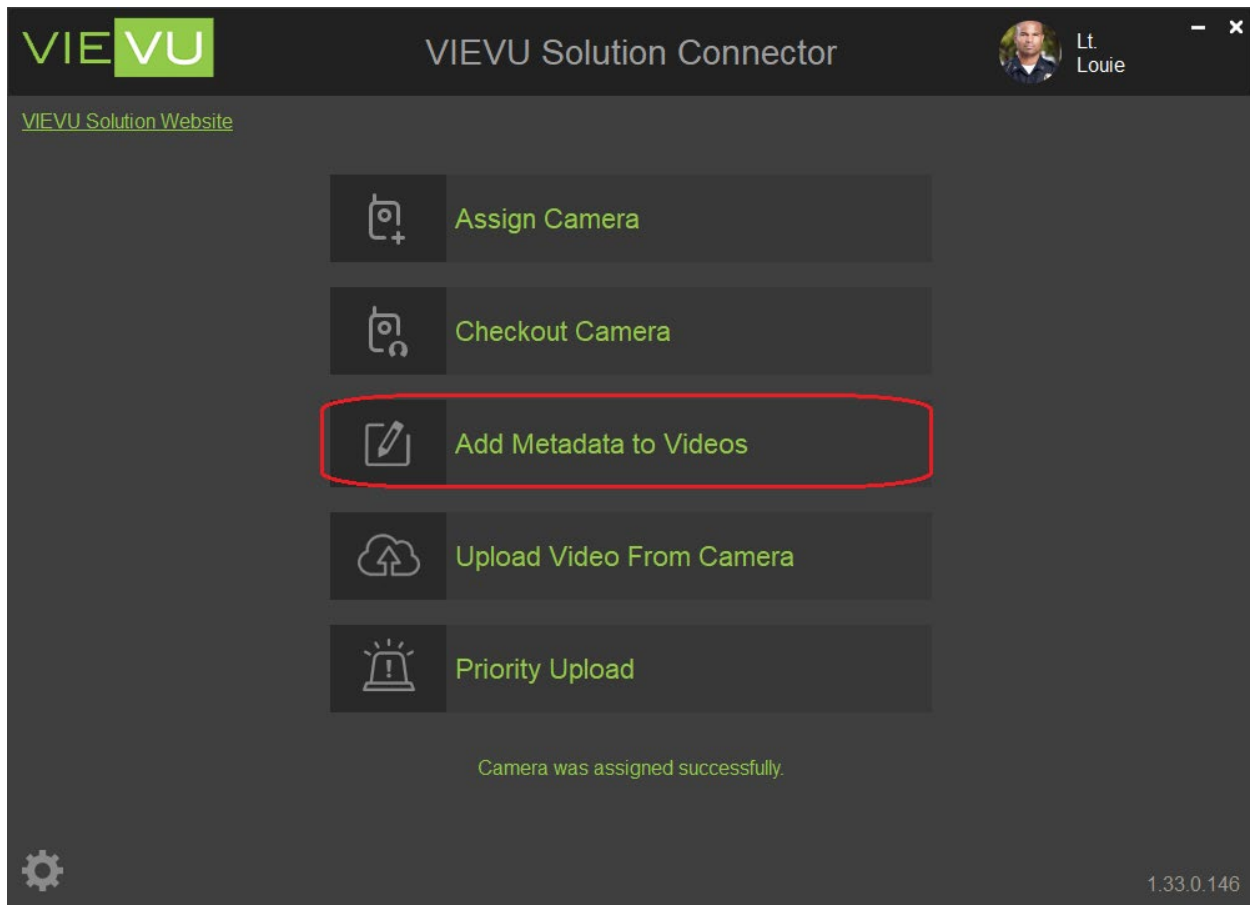 VIEVU
VIEVU Solution Connector
Lt.
Louie
VIEVU Solution Website
Assign Camera
Checkout Camera
Add Metadata to Videos
Upload Video From Camera
Priority Upload
Camera was assigned successfully.
1.33.0.146